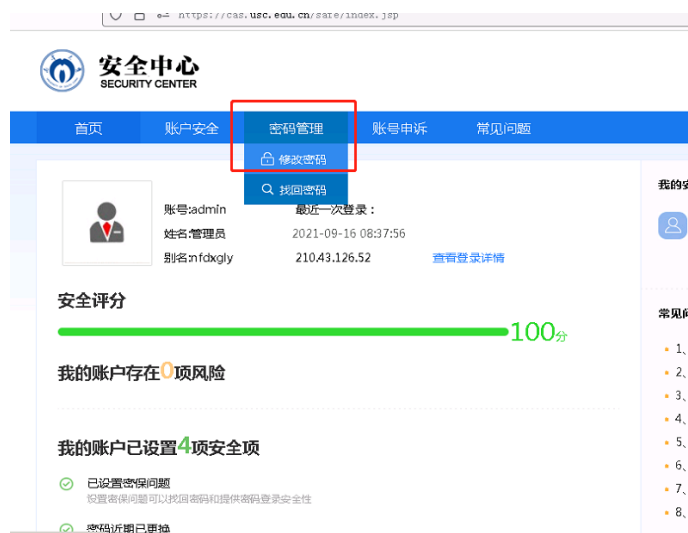 https://cas.usc.edu.cn/safe/index.jsp
安全中心
SECURITY CENTER
首页 账户安全 密码管理 账号申诉 常见问题
修改密码
找回密码
账号:admin 最近一次登录：
姓名:管理员 2021-09-16 08:37:56
别名:nfdxgly 210.43.126.52 查看登录详情
我的安
安全评分
100分
常见问
我的账户存在0项风险
1、
2、
3、
4、
5、
6、
7、
8、
我的账户已设置4项安全项
已设置密保问题
设置密保问题可以找回密码和提供密码登录安全性
密码近期已更换